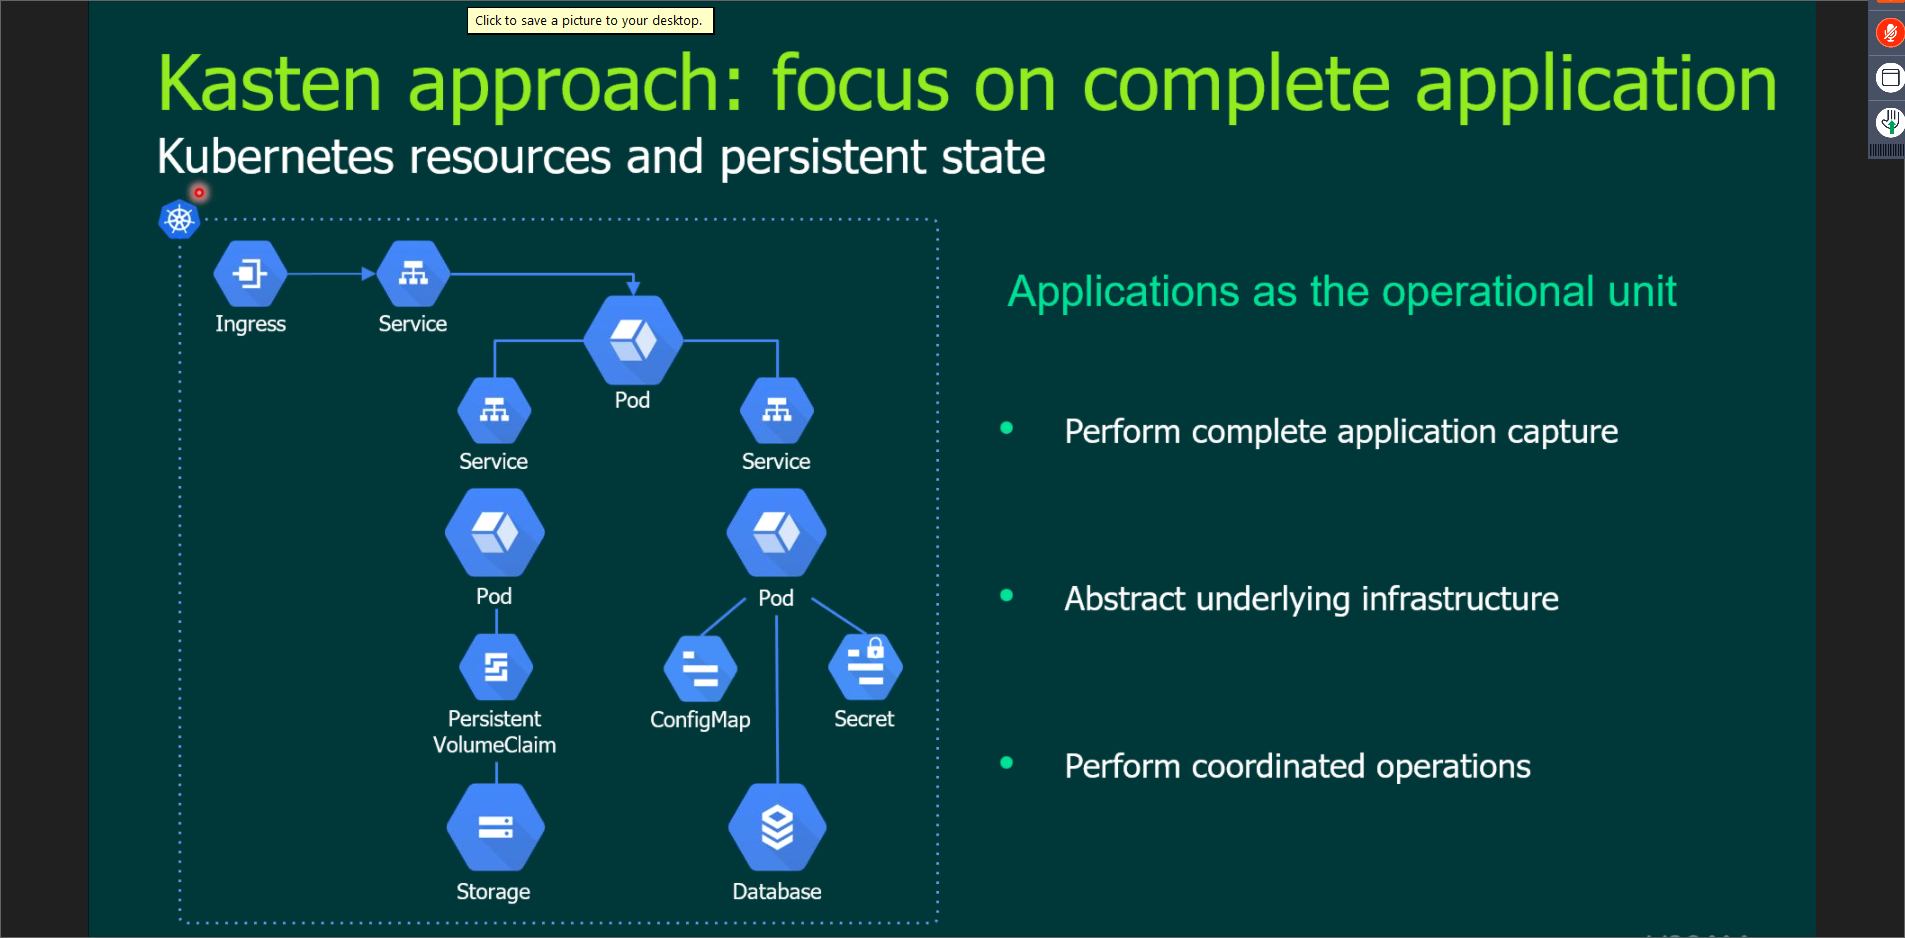 Click to save a picture to your desktop.
Kasten approach: focus on complete application
Kubernetes resources and persistent state
Ingress
Service
Pod
Service
Service
Pod
Pod
Persistent
VolumeClaim
ConfigMap
Secret
Storage
Database
Applications as the operational unit
• Perform complete application capture
• Abstract underlying infrastructure
• Perform coordinated operations